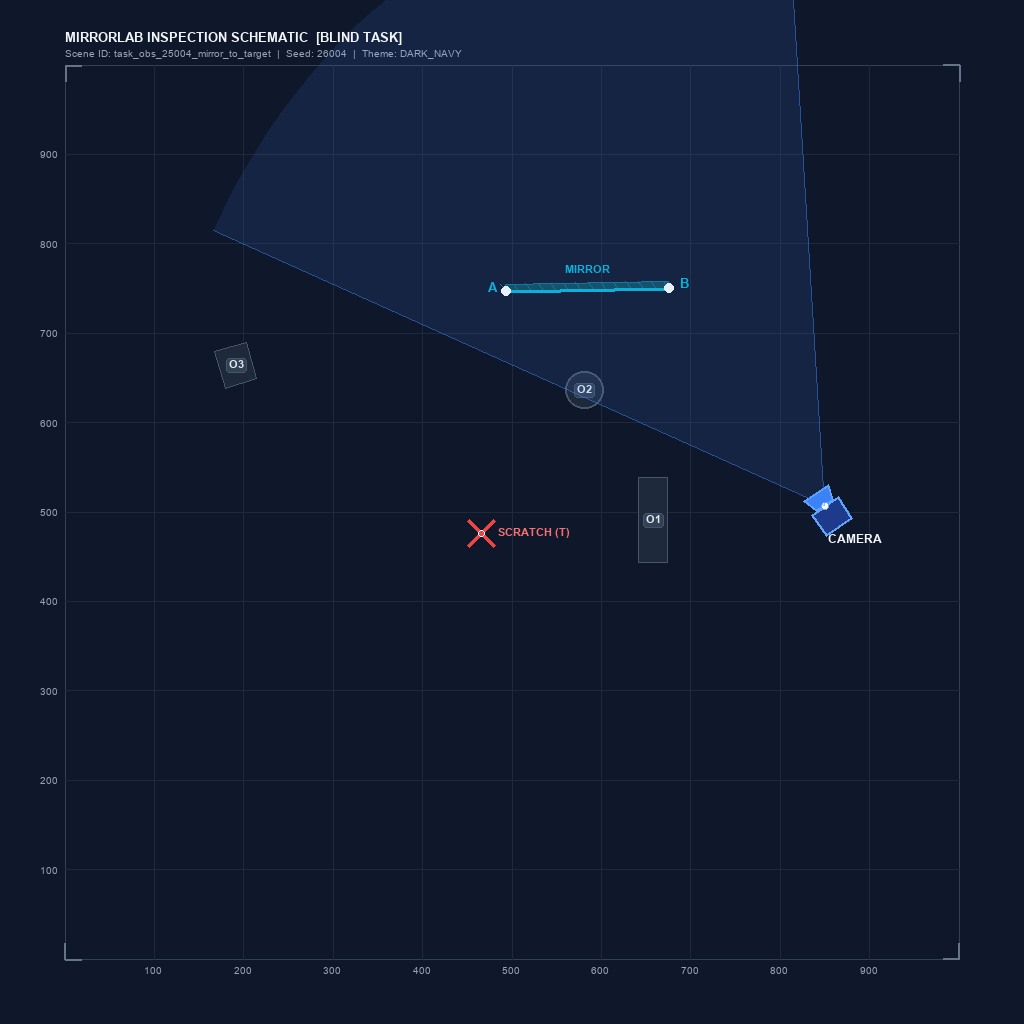 MIRRORLAB INSPECTION SCHEMATIC [BLIND TASK]
Scene ID: task_obs_25004_mirror_to_target | Seed: 26004 | Theme: DARK_NAVY
900
800
MIRROR
A
B
700
O3
O2
600
500
O1
SCRATCH (T)
CAMERA
400
300
200
100
100 200 300 400 500 600 700 800 900